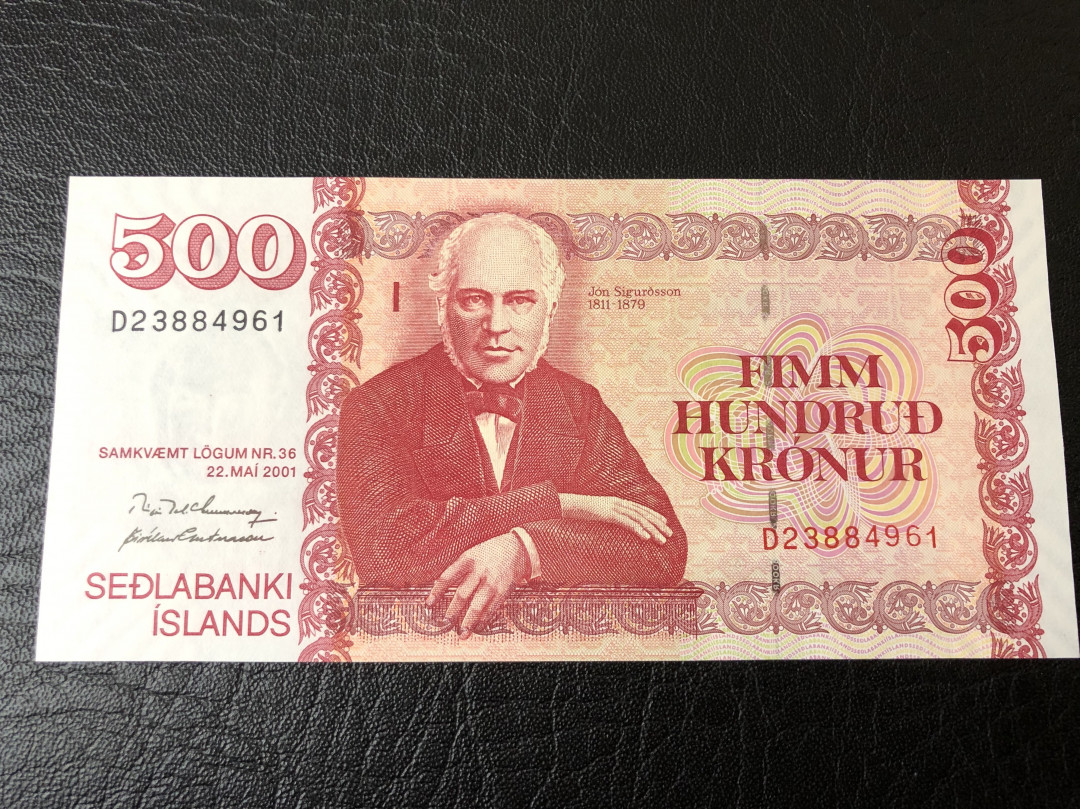 500
D23884961
SAMKVÆMT LÖGUM NR. 36
22. MAÍ 2001
SEÐLABANKI
ÍSLANDS
Jón Sigurðsson
1811-1879
500
FIMM
HUNDRUÐ
KRÓNUR
D23884961